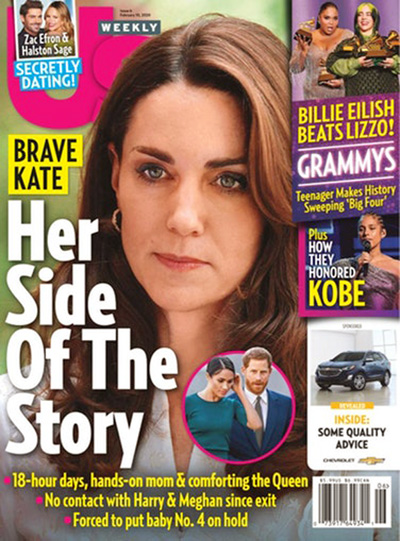 Zac Efron &
Halston Sage
SECRETLY
DATING!
Us
WEEKLY
BRAVE
KATE
Her
Side
Of The
Story
•18-hour days, hands-on mom & comforting the Queen
•No contact with Harry & Meghan since exit
•Forced to put baby No. 4 on hold
BILLIE EILISH
BEATS LIZZO!
GRAMMYS
Teenager Makes History
Sweeping 'Big Four'
Plus
HOW
THEY
HONORED
KOBE
SPONSORED
REVEALED
INSIDE:
SOME QUALITY
ADVICE
CHEVROLET